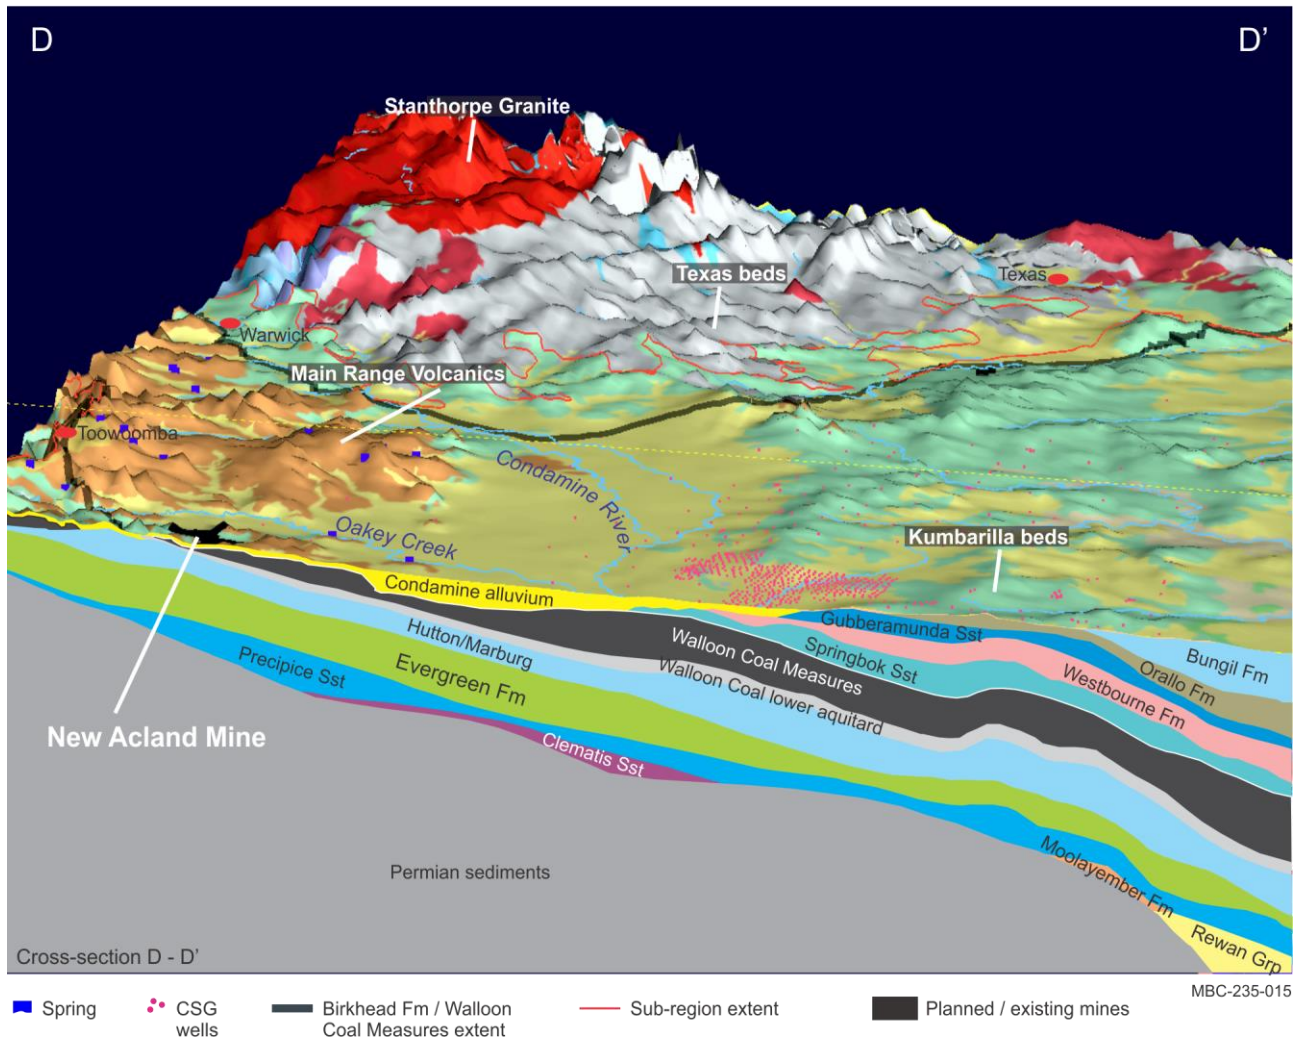 D
D’
Stanthorpe Granite
Texas beds
Texas
Warwick
Main Range Volcanics
Toowoomba
Condamine River
Oakey Creek
Kumbarilla beds
Condamine alluvium
Gubberamunda Sst
Hutton/Marburg
Walloon Coal Measures
Springbok Sst
Bungil Fm
Orallo Fm
Westbourne Fm
Precipice Sst
Evergreen Fm
Walloon Coal lower aquitard
New Acland Mine
Clematis Sst
Moolayember Fm
Permian sediments
Rewan Grp
Cross-section D - D’
MBC-235-015
Spring
CSG
wells
Birkhead Fm / Walloon
Coal Measures extent
Sub-region extent
Planned / existing mines